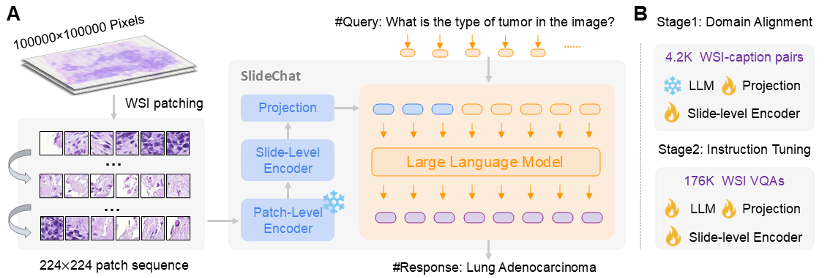 A
100000×100000 Pixels
WSI patching
...
...
224×224 patch sequence
#Query: What is the type of tumor in the image?
......
SlideChat
Projection
Slide-Level
Encoder
Patch-Level
Encoder
Large Language Model
#Response: Lung Adenocarcinoma
B
Stage1: Domain Alignment
4.2K WSI-caption pairs
LLM Projection
Slide-level Encoder
Stage2: Instruction Tuning
176K WSI VQAs
LLM Projection
Slide-level Encoder